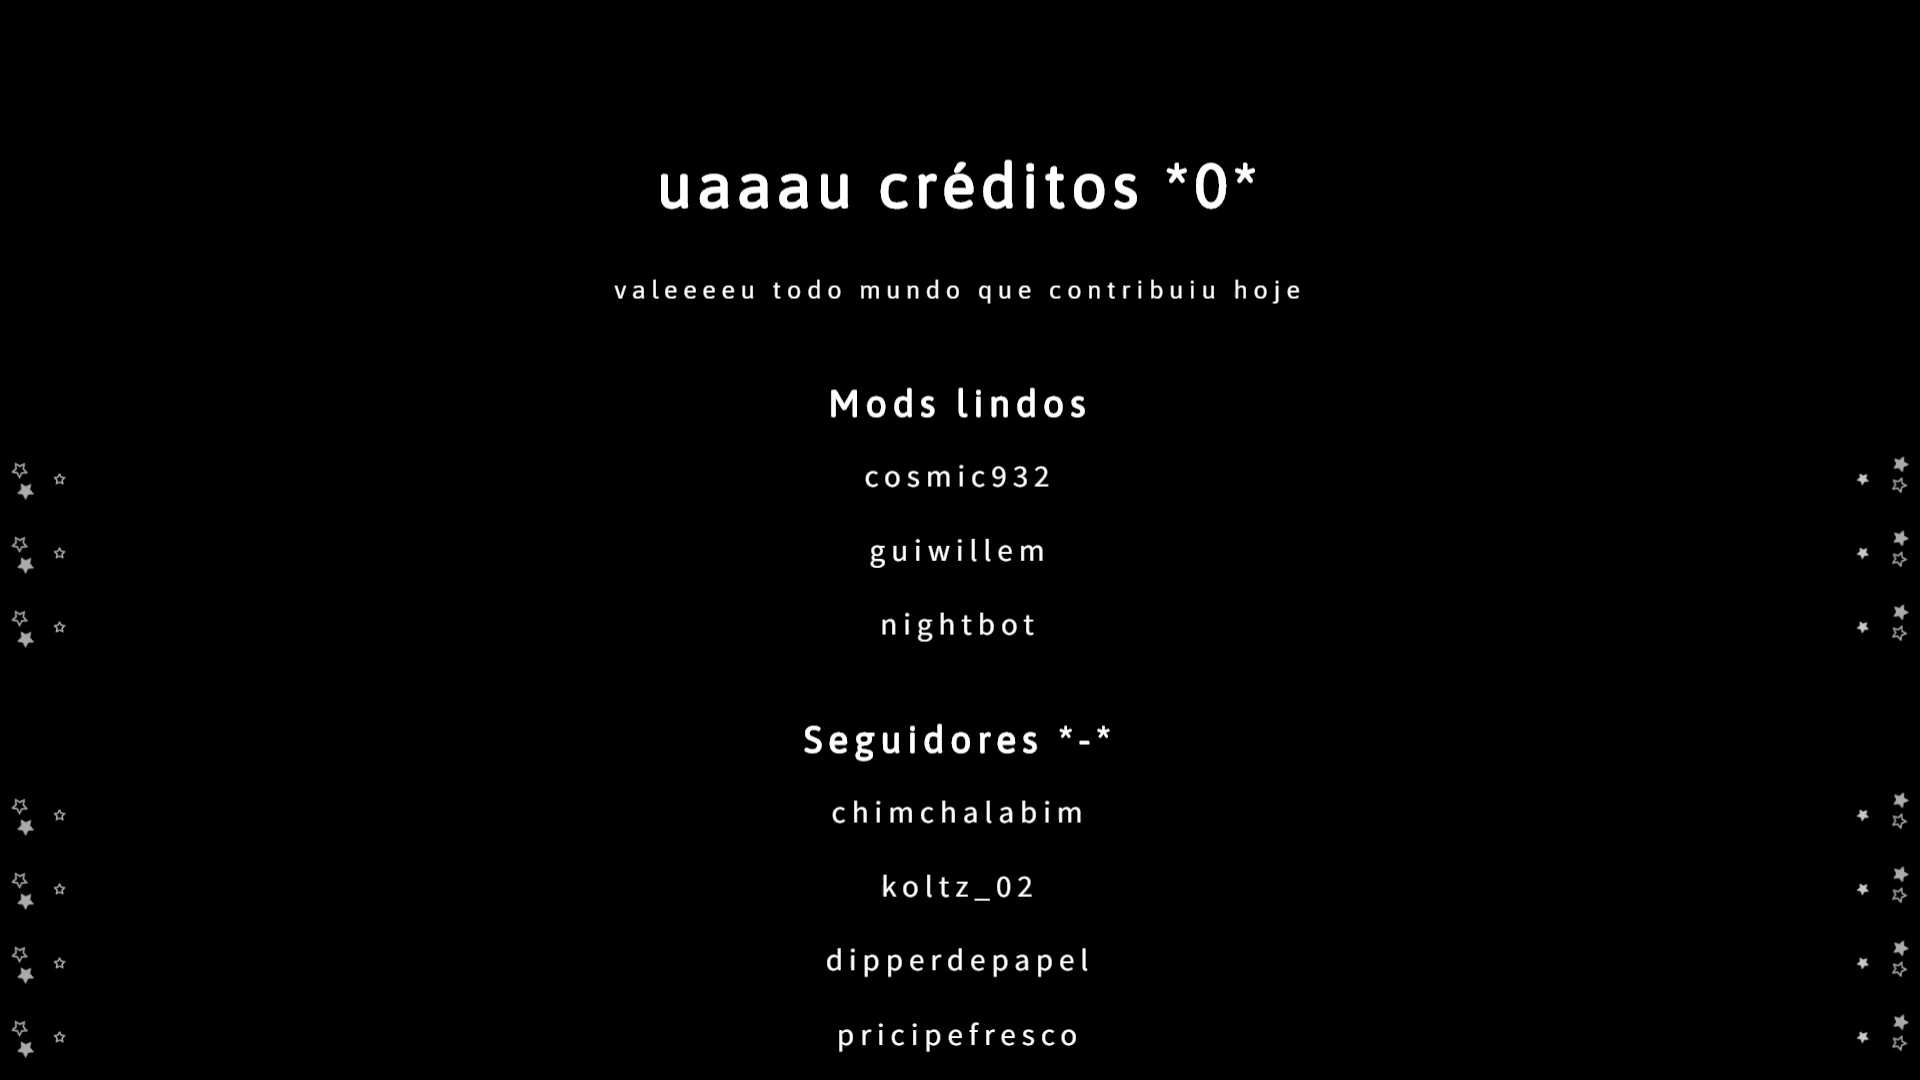 uaaau créditos *0*
valeeeeu todo mundo que contribuiu hoje
Mods lindos
cosmic932
guiwillem
nightbot
Seguidores *-*
chimchalabim
koltz_02
dipperdepapel
pricipefresco